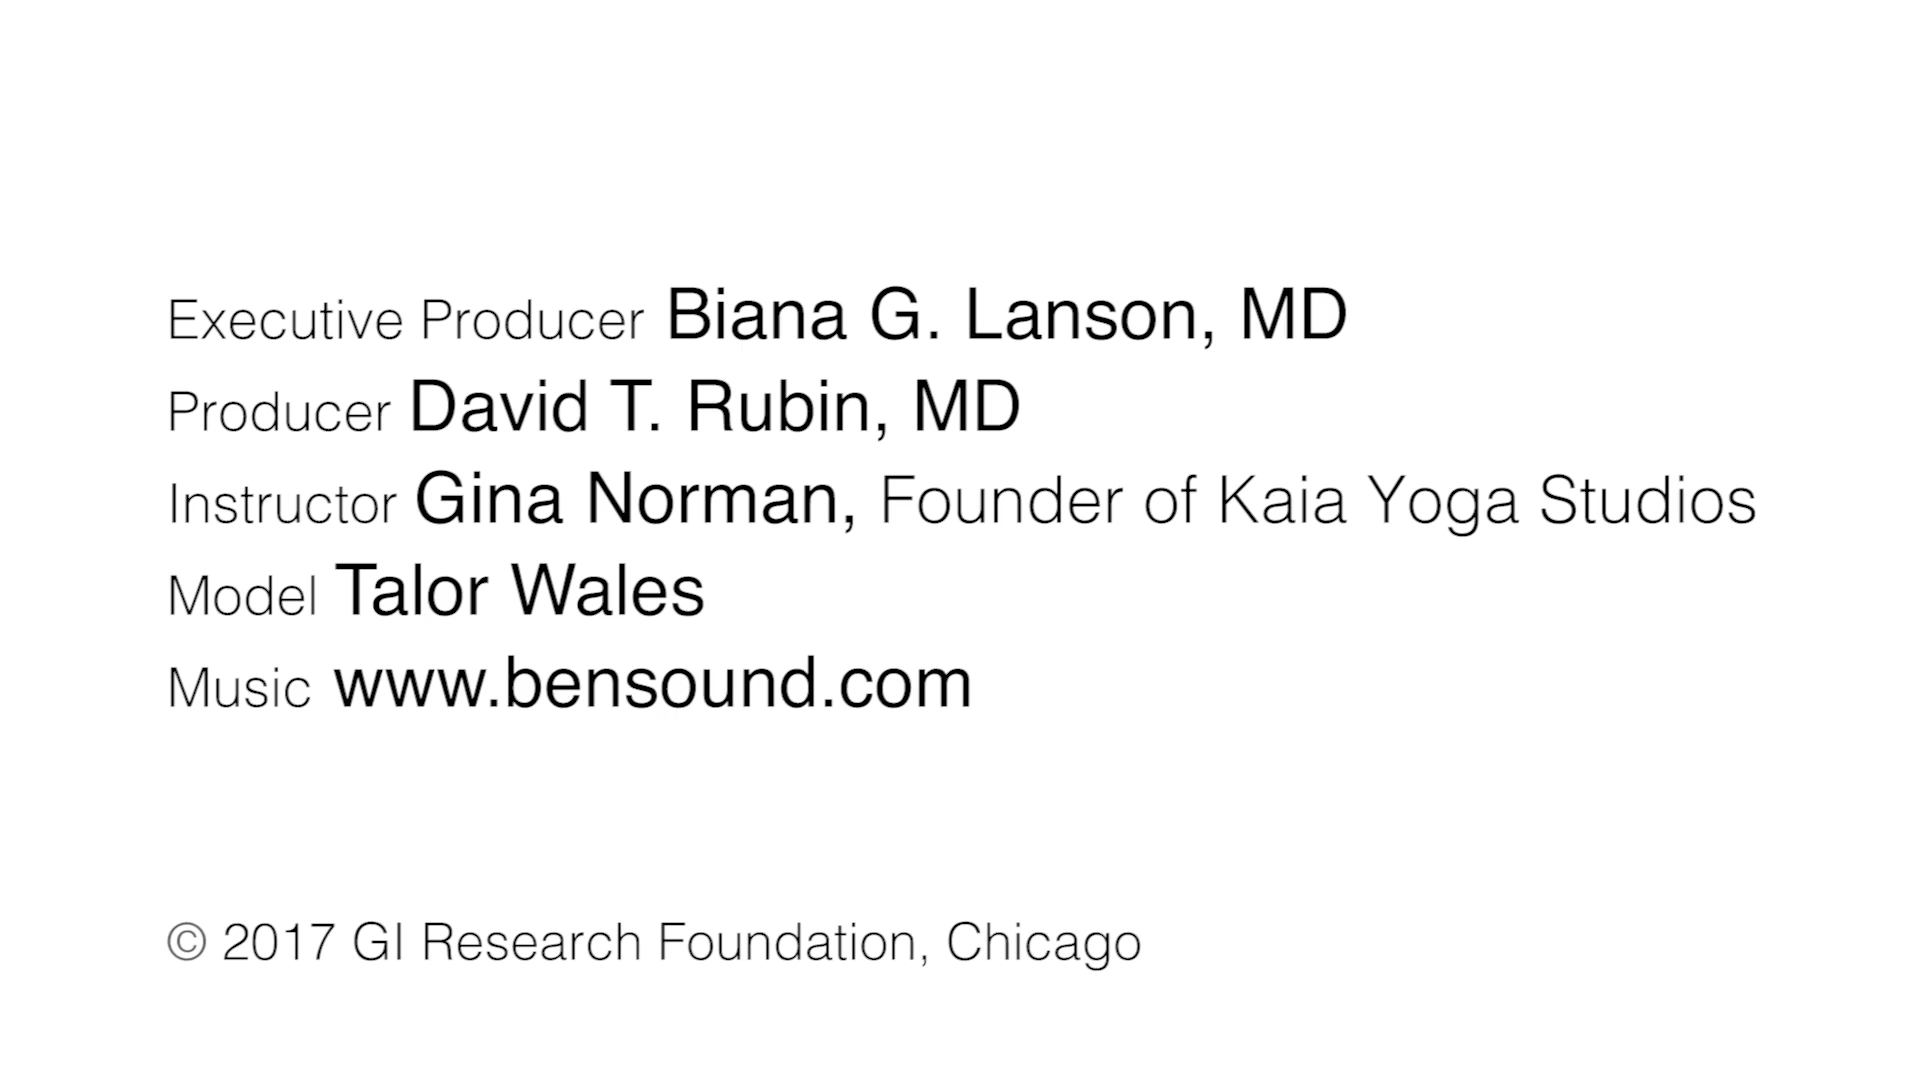 Executive Producer Biana G. Lanson, MD
Producer David T. Rubin, MD
Instructor Gina Norman, Founder of Kaia Yoga Studios
Model Talor Wales
Music www.bensound.com
© 2017 GI Research Foundation, Chicago